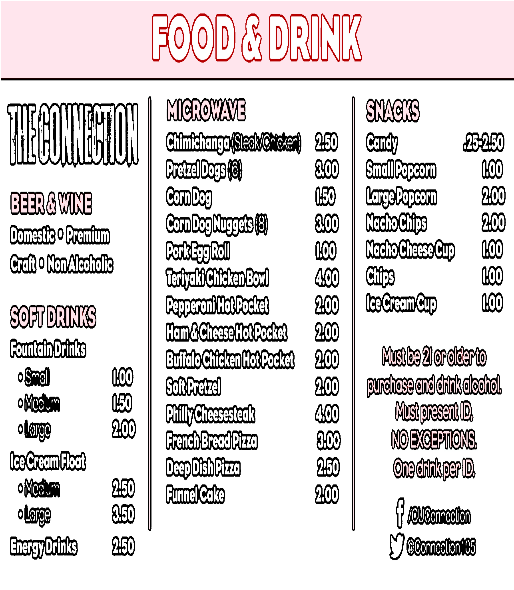 FOOD & DRINK
THE CONNECTION
BEER & WINE
Domestic • Premium
Craft • Non Alcoholic
SOFT DRINKS
Fountain Drinks
• Small 1.00
• Medium 1.50
• Large 2.00
Ice Cream Float
• Medium 2.50
• Large 3.50
Energy Drinks 2.50
MICROWAVE
Chimichanga (Steak/Chicken) 2.50
Pretzel Dogs 3.00
Corn Dog 1.50
Corn Dog Nuggets (8) 3.00
Pork Egg Roll 1.00
Teriyaki Chicken Bowl 4.00
Pepperoni Hot Pocket 2.00
Ham & Cheese Hot Pocket 2.00
Buffalo Chicken Hot Pocket 2.00
Soft Pretzel 2.00
Philly Cheesesteak 4.00
French Bread Pizza 3.00
Deep Dish Pizza 2.50
Funnel Cake 2.00
SNACKS
Candy .25-2.50
Small Popcorn 1.00
Large Popcorn 2.00
Nacho Chips 2.00
Nacho Cheese Cup 1.00
Chips 1.00
Ice Cream Cup 1.00
Must be 21 or older to
purchase and drink alcohol.
Must present ID,
NO EXCEPTIONS.
One drink per ID.
/OUConnection